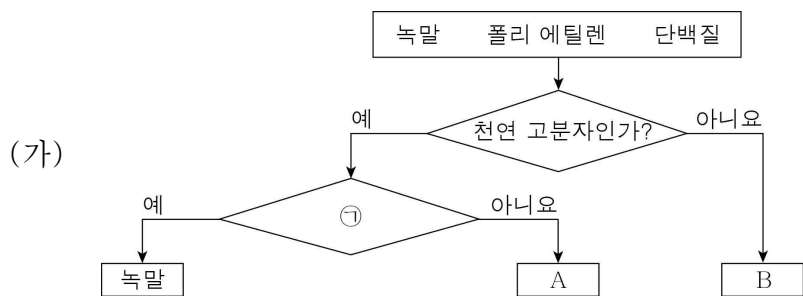 녹말 폴리 에틸렌 단백질
예 천연 고분자인가? 아니요
(가)
예 ㉠ 아니요
녹말 A B